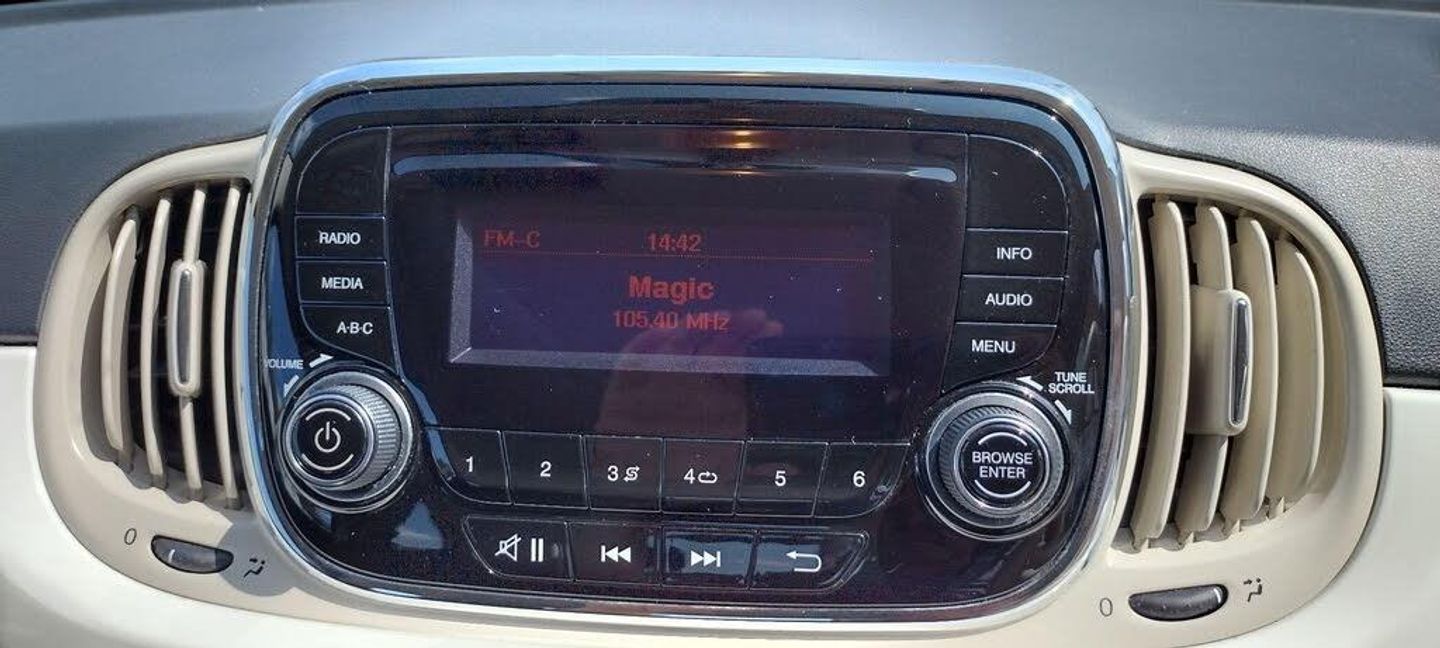 RADIO
MEDIA
A·B·C
VOLUME
FM-C 14:42
Magic
105.40 MHz
INFO
AUDIO
MENU
TUNE
SCROLL
BROWSE
ENTER
1 2 3 4 5 6
0
0